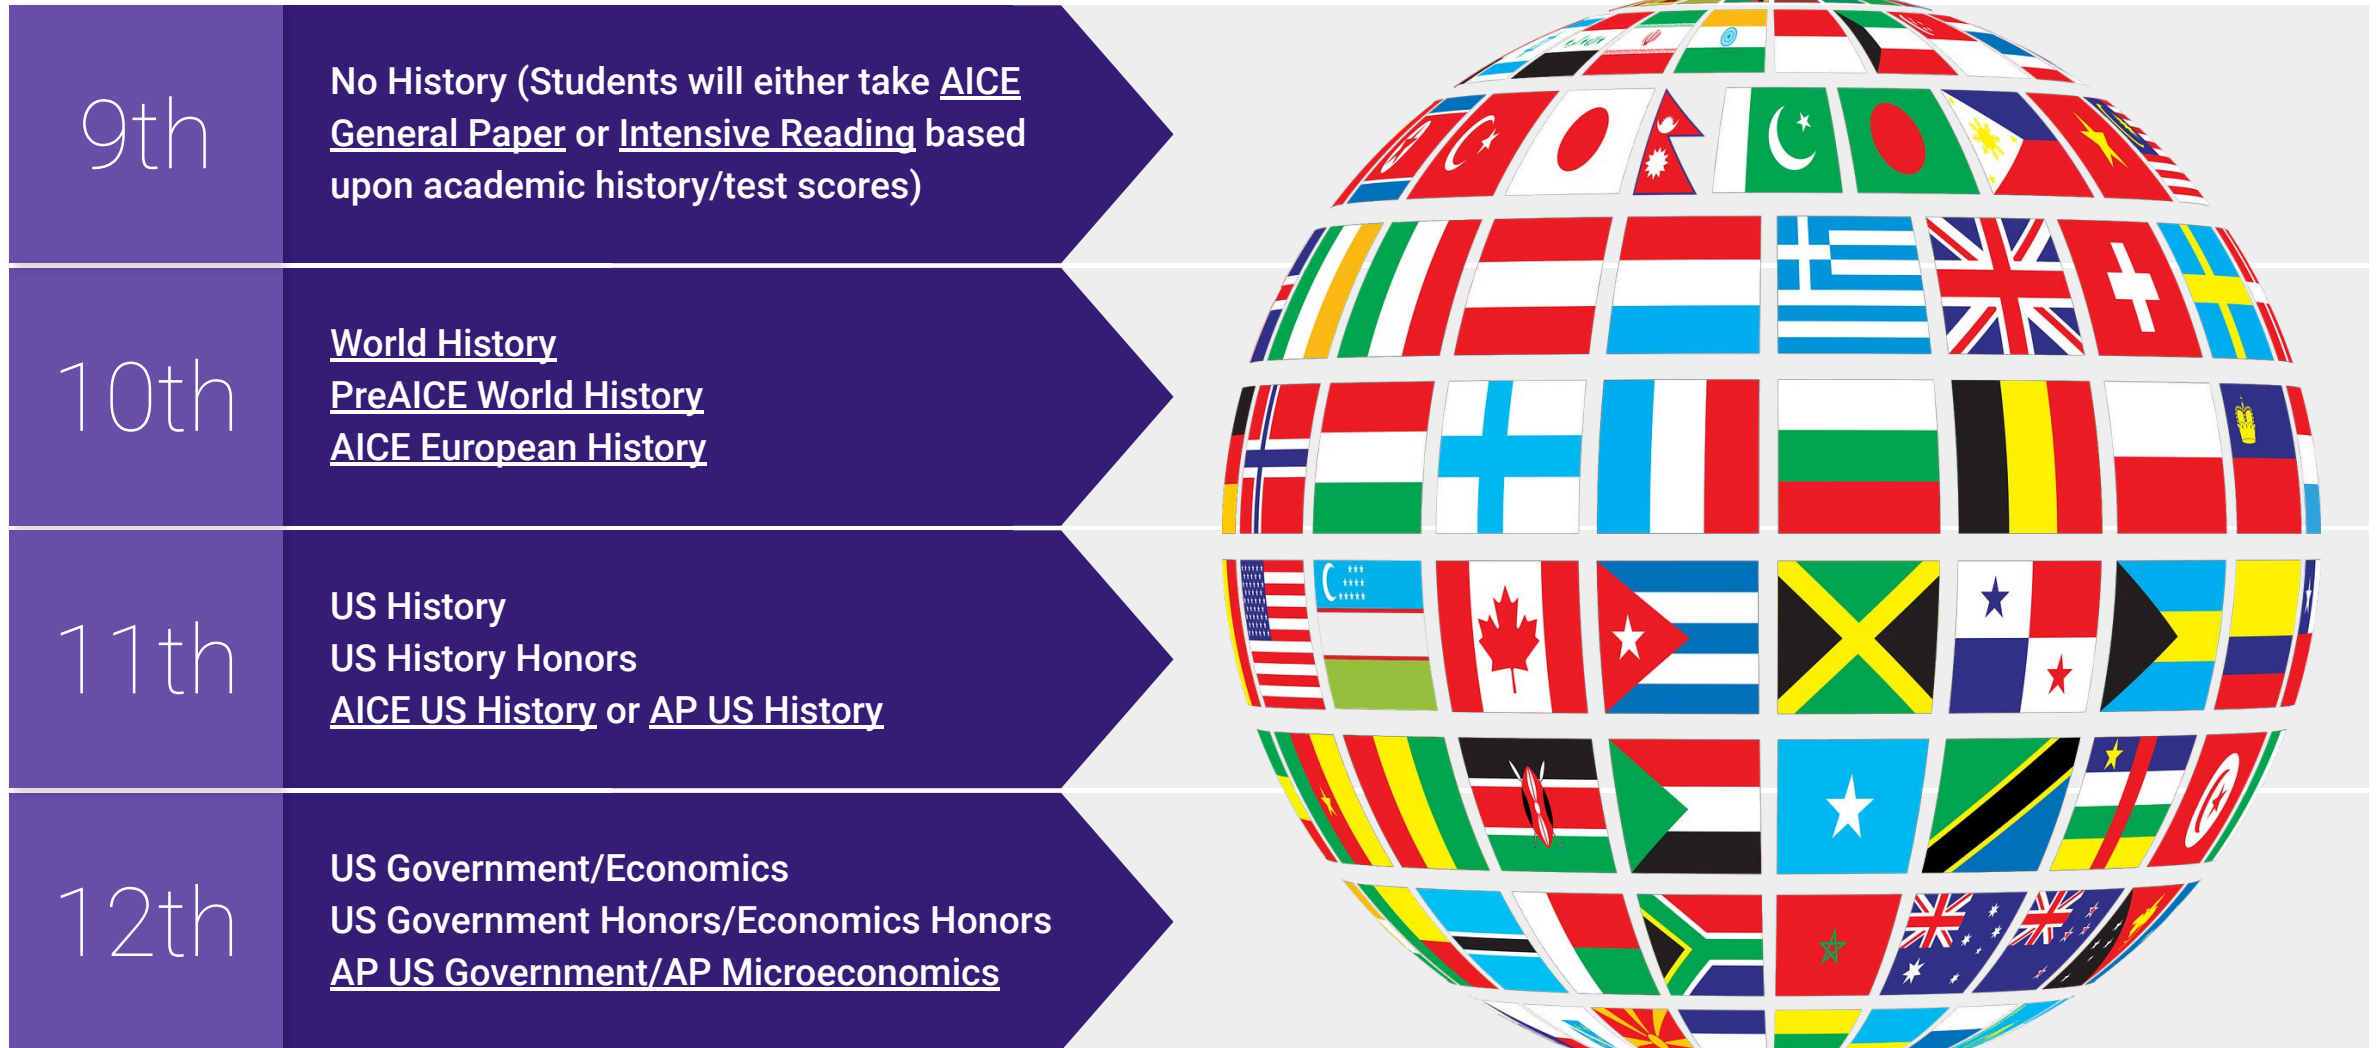 9th
No History (Students will either take AICE
General Paper or Intensive Reading based
upon academic history/test scores)
10th
World History
PreAICE World History
AICE European History
11th
US History
US History Honors
AICE US History or AP US History
12th
US Government/Economics
US Government Honors/Economics Honors
AP US Government/AP Microeconomics